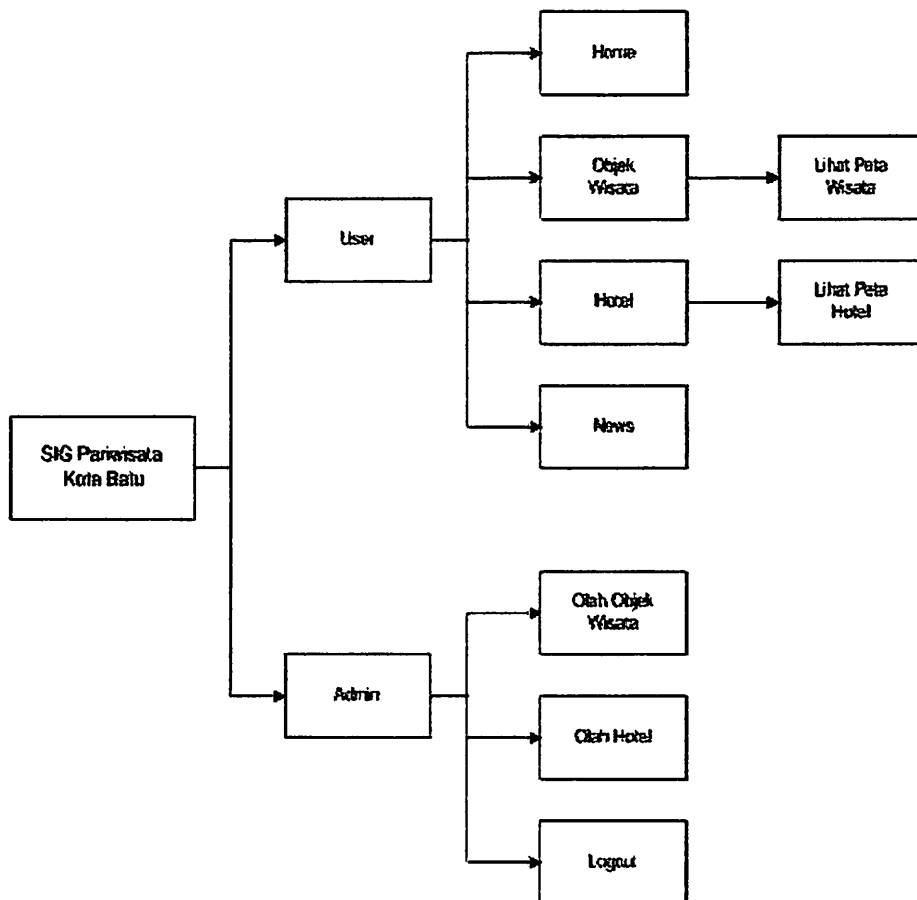 Home
Objek
Wisata
Lihat Peta
Wisata
User
Hotel
Lihat Peta
Hotel
News
SIG Pariwisata
Kota Batu
Olah Objek
Wisata
Admin
Olah Hotel
Logout